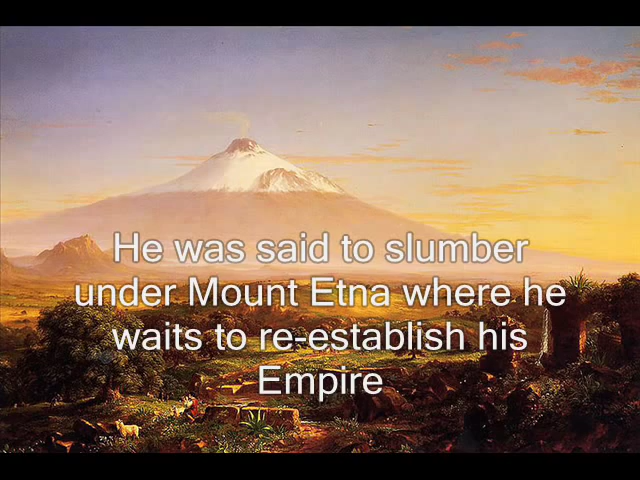 He was said to slumber
under Mount Etna where he
waits to re-establish his
Empire